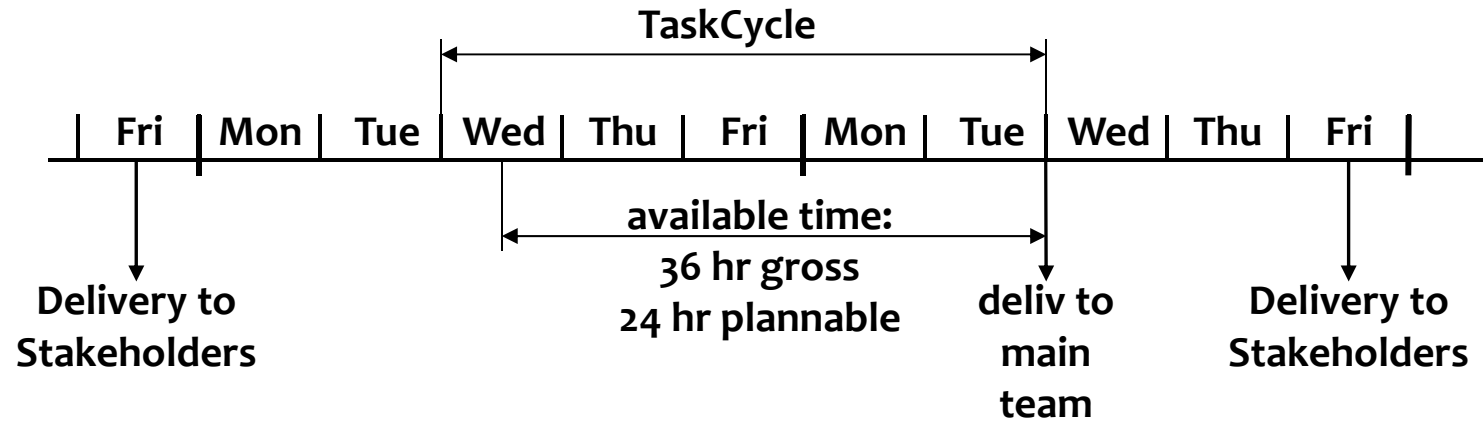 TaskCycle
Fri Mon Tue Wed Thu Fri Mon Tue Wed Thu Fri
available time:
36 hr gross
24 hr plannable
Delivery to
Stakeholders
deliv to
main
team
Delivery to
Stakeholders